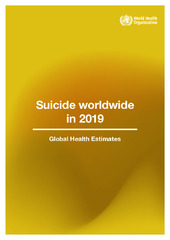 World Health
Organization
Suicide worldwide
in 2019
Global Health Estimates